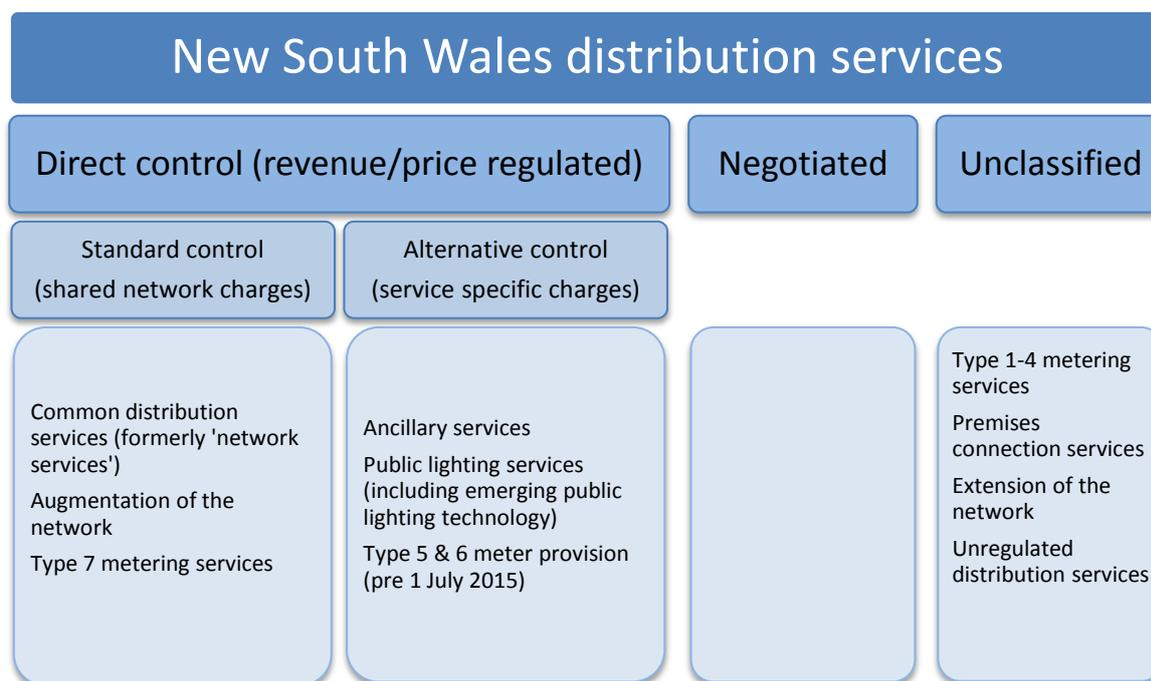 New South Wales distribution services
Direct control (revenue/price regulated)
Negotiated
Unclassified
Standard control
(shared network charges)
Alternative control
(service specific charges)
Common distribution
services (formerly 'network
services')
Augmentation of the
network
Type 7 metering services
Ancillary services
Public lighting services
(including emerging public
lighting technology)
Type 5 & 6 meter provision
(pre 1 July 2015)
Type 1-4 metering
services
Premises
connection services
Extension of the
network
Unregulated
distribution services